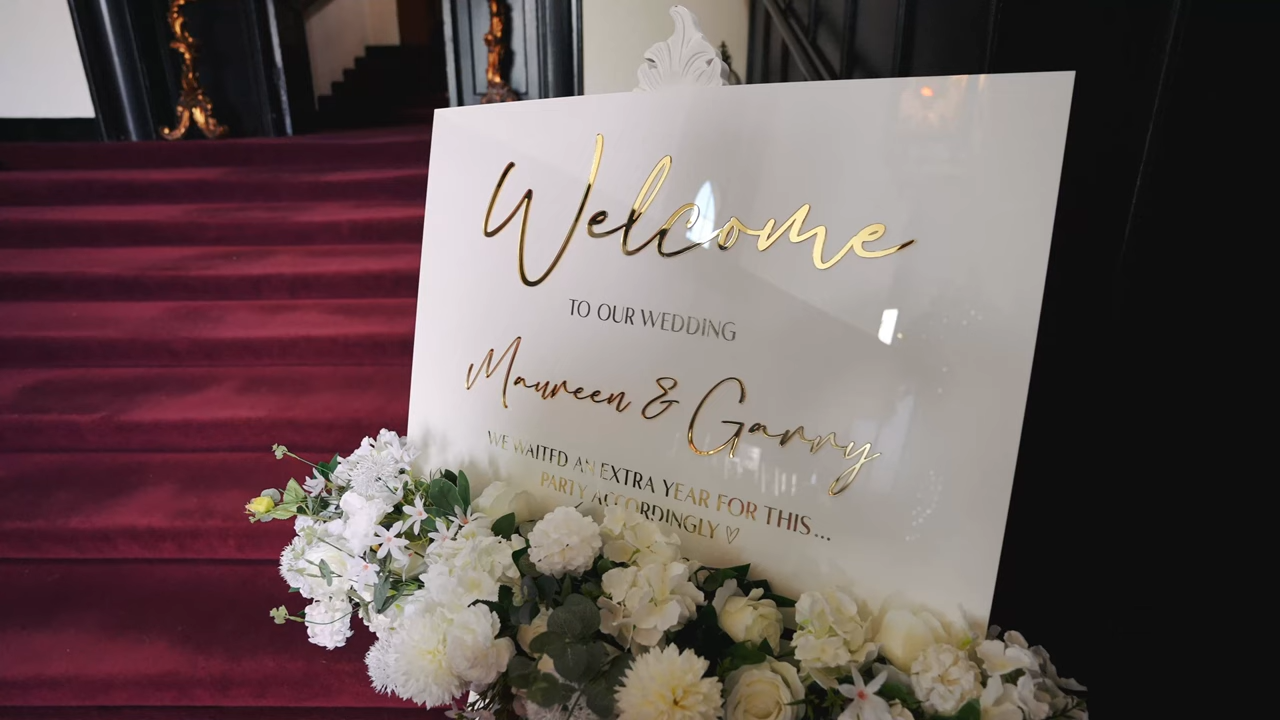 Welcome
TO OUR WEDDING
Maureen & Garry
WE WAITED AN EXTRA YEAR FOR THIS...
PARTY ACCORDINGLY ♡